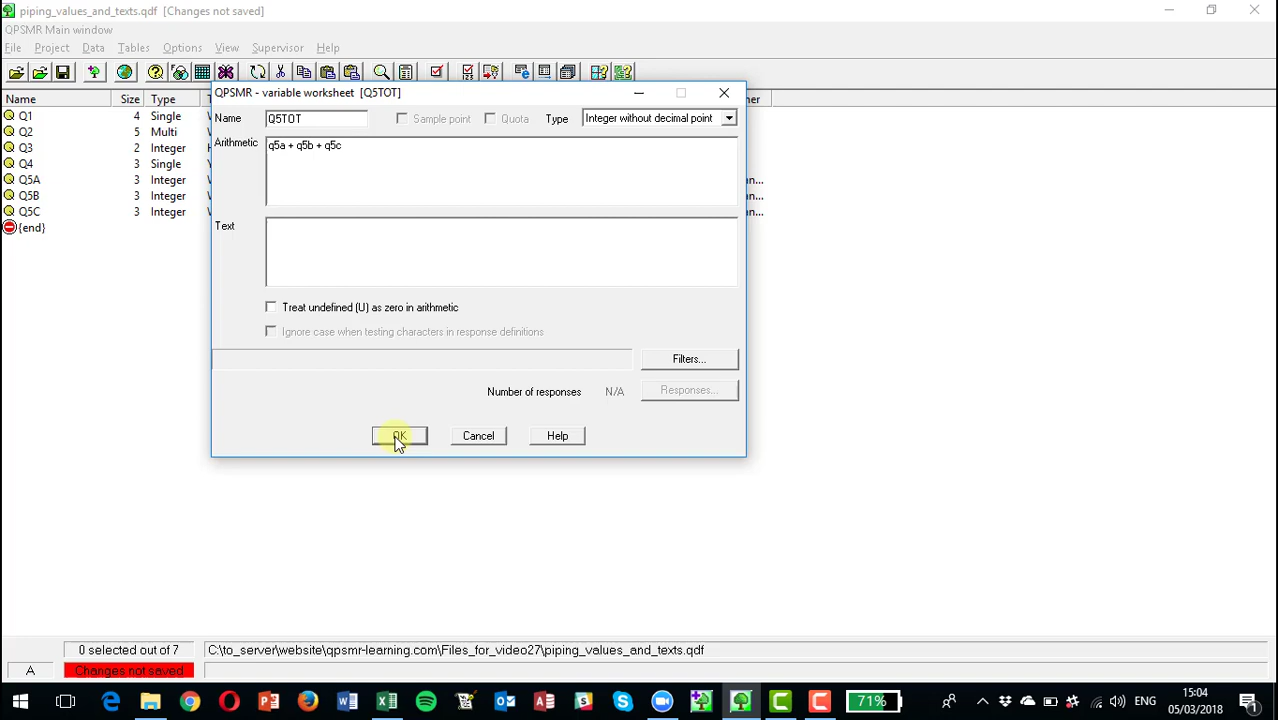 piping_values_and_texts.qdf [Changes not saved]
QPSMR Main window
File Project Data Tables Options View Supervisor Help
Name Size Type
Q1 4 Single
Q2 5 Multi
Q3 2 Integer
Q4 3 Single
Q5A 3 Integer
Q5B 3 Integer
Q5C 3 Integer
{end}
QPSMR - variable worksheet [Q5TOT]
Name Q5TOT Sample point Quota Type Integer without decimal point
Arithmetic q5a + q5b + q5c
Text
Treat undefined (U) as zero in arithmetic
Ignore case when testing characters in response definitions
Filters...
Number of responses N/A Responses...
OK Cancel Help
0 selected out of 7 C:\to_server\website\qpsmr-learning.com\Files_for_video27\piping_values_and_texts.qdf
A Changes not saved
71% ENG 15:04
05/03/2018